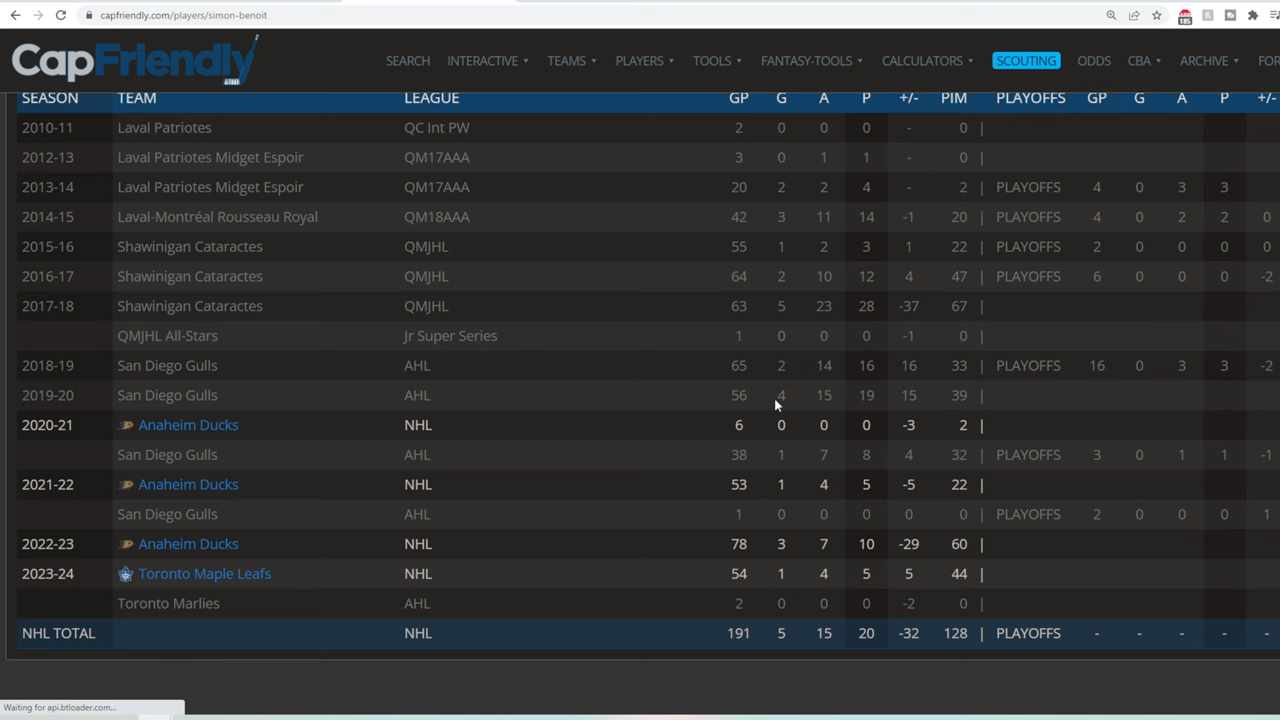 capfriendly.com/players/simon-benoit
185
CapFriendly SEARCH INTERACTIVE TEAMS PLAYERS TOOLS FANTASY-TOOLS CALCULATORS SCOUTING ODDS CBA ARCHIVE FOR
SEASON TEAM LEAGUE GP G A P +/- PIM PLAYOFFS GP G A P +/-
2010-11 Laval Patriotes QC Int PW 2 0 0 0 - 0 |
2012-13 Laval Patriotes Midget Espoir QM17AAA 3 0 1 1 - 0 |
2013-14 Laval Patriotes Midget Espoir QM17AAA 20 2 2 4 - 2 | PLAYOFFS 4 0 3 3
2014-15 Laval-Montréal Rousseau Royal QM18AAA 42 3 11 14 -1 20 | PLAYOFFS 4 0 2 2 0
2015-16 Shawinigan Cataractes QMJHL 55 1 2 3 1 22 | PLAYOFFS 2 0 0 0 0
2016-17 Shawinigan Cataractes QMJHL 64 2 10 12 4 47 | PLAYOFFS 6 0 0 0 -2
2017-18 Shawinigan Cataractes QMJHL 63 5 23 28 -37 67 |
QMJHL All-Stars Jr Super Series 1 0 0 0 -1 0 |
2018-19 San Diego Gulls AHL 65 2 14 16 16 33 | PLAYOFFS 16 0 3 3 -2
2019-20 San Diego Gulls AHL 56 4 15 19 15 39 |
2020-21 Anaheim Ducks NHL 6 0 0 0 -3 2 |
San Diego Gulls AHL 38 1 7 8 4 32 | PLAYOFFS 3 0 1 1 -1
2021-22 Anaheim Ducks NHL 53 1 4 5 -5 22 |
San Diego Gulls AHL 1 0 0 0 0 0 | PLAYOFFS 2 0 0 0 1
2022-23 Anaheim Ducks NHL 78 3 7 10 -29 60 |
2023-24 Toronto Maple Leafs NHL 54 1 4 5 5 44 |
Toronto Marlies AHL 2 0 0 0 -2 0 |
NHL TOTAL NHL 191 5 15 20 -32 128 | PLAYOFFS - - - - -
Waiting for api.btloader.com...